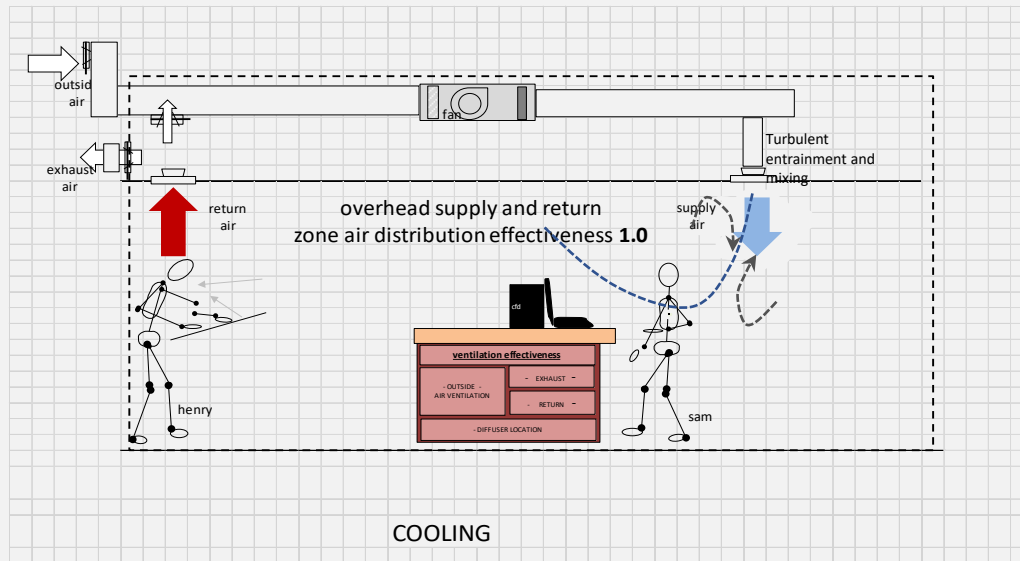 outsid
air
fan
Turbulent
entrainment and
mixing
exhaust
air
return
air
overhead supply and return
zone air distribution effectiveness 1.0
supply
air
cfd
ventilation effectiveness
- OUTSIDE -
AIR VENTILATION
- EXHAUST -
- RETURN -
- DIFFUSER LOCATION
henry
sam
COOLING